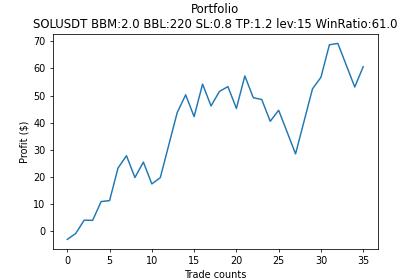 Portfolio
SOLUSDT BBM:2.0 BBL:220 SL:0.8 TP:1.2 lev:15 WinRatio:61.0
70
60
50
40
30
20
10
0
Profit ($)
0 5 10 15 20 25 30 35
Trade counts